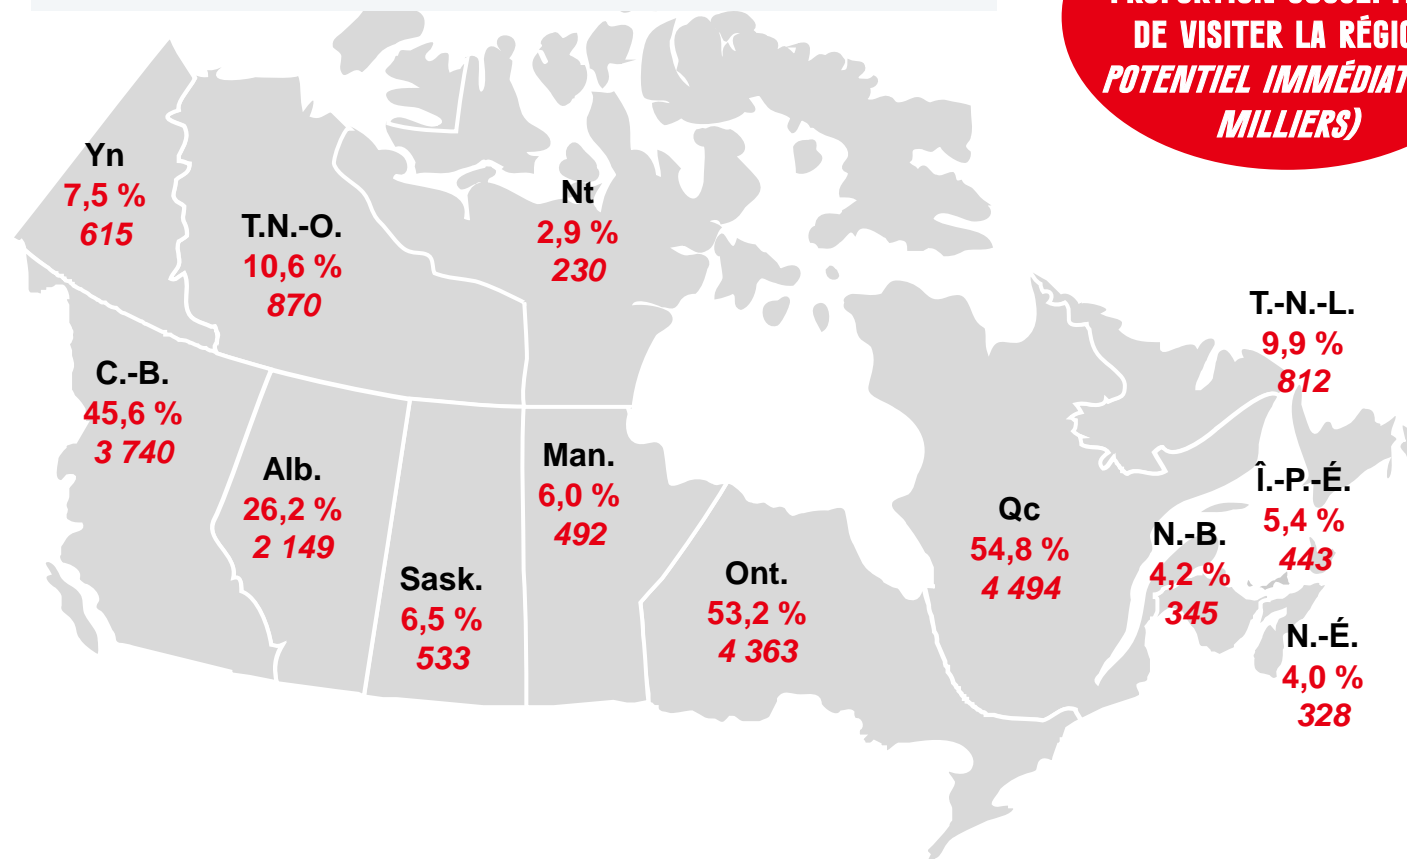 DE VISITER LA
POTENTIEL
MILLIERS)
Yn
7,5 %
615
T.N.-O.
10,6 %
870
Nt
2,9 %
230
T.-N.-L.
9,9 %
812
C.-B.
45,6 %
3 740
Alb.
26,2 %
2 149
Man.
6,0 %
492
Sask.
6,5 %
533
Ont.
53,2 %
4 363
Qc
54,8 %
4 494
N.-B.
4,2 %
345
Î.-P.-É.
5,4 %
443
N.-É.
4,0 %
328